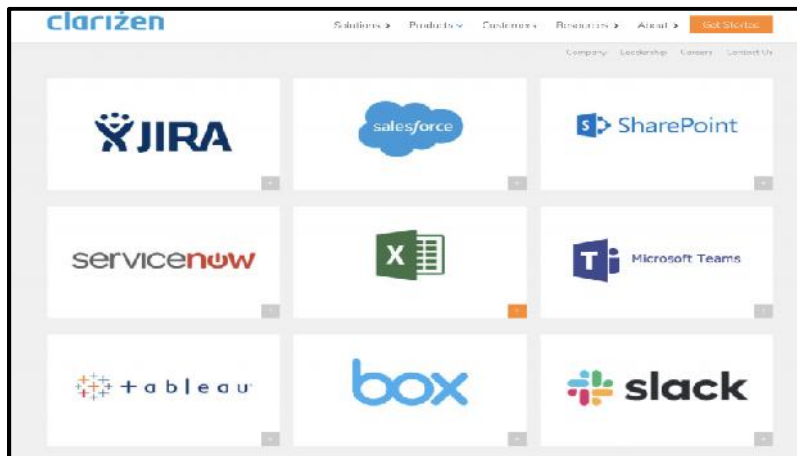 clarizen
Solutions > Products Customers Resources > About > Get Started
Company Leadership Careers Contact Us
JIRA
salesforce
S SharePoint
servicenow
X
T Microsoft Teams
+ a b l e a u
box
slack